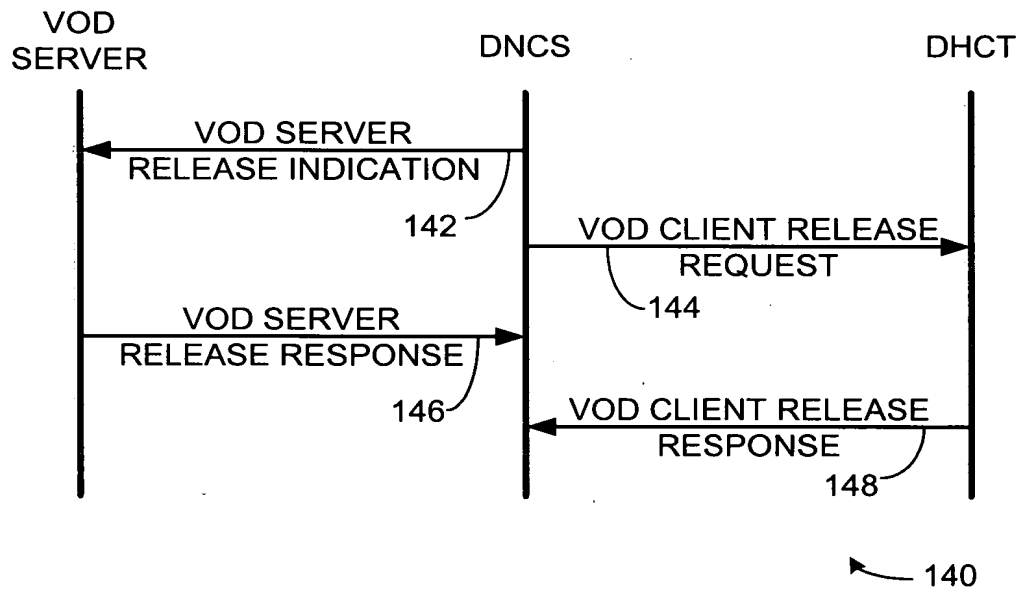 VOD
SERVER
DNCS
DHCT
VOD SERVER
RELEASE INDICATION
142
VOD CLIENT RELEASE
REQUEST
144
VOD SERVER
RELEASE RESPONSE
146
VOD CLIENT RELEASE
RESPONSE
148
140